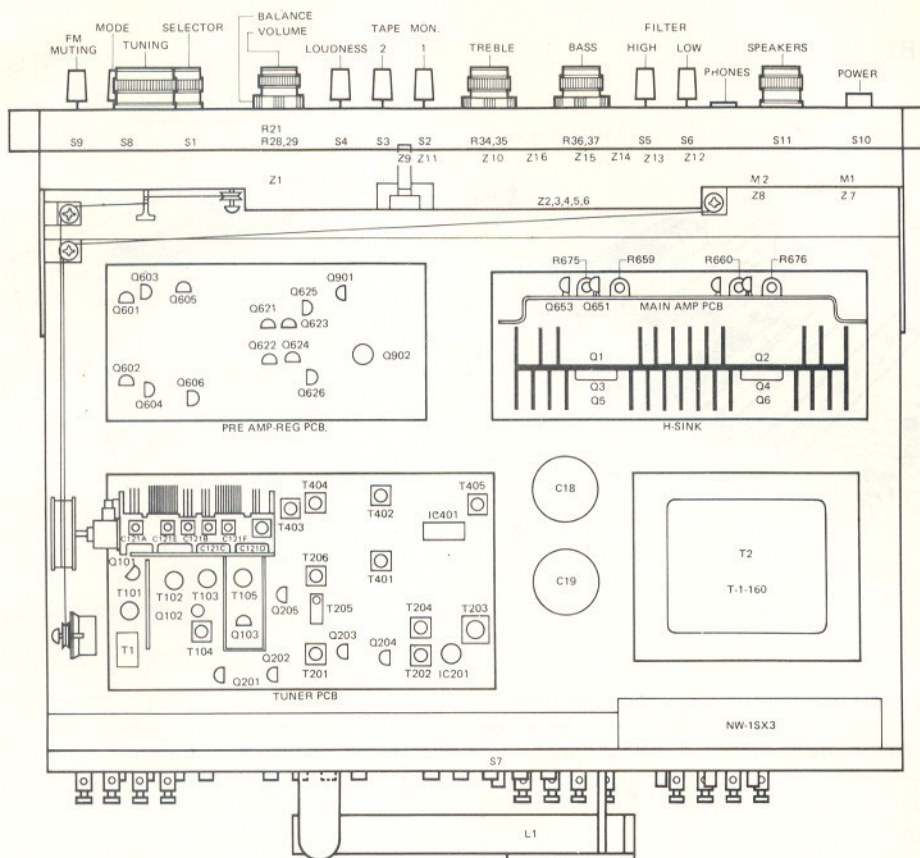 BALANCE
VOLUME
MODE
SELECTOR
FM
MUTING
TUNING
LOUDNESS
TAPE MON.
2 1
TREBLE
BASS
FILTER
HIGH LOW
PHONES
SPEAKERS
POWER
S9 S8 S1 R21 S4 S3 S2 R34,35 R36,37 S5 S6 S11 S10
R28,29
Z9 Z11 Z10 Z16 Z15 Z14 Z13 Z12
Z1
M2 M1
Z2,3,4,5,6
Z8 Z7
Q603
Q605
Q601
Q901
Q625
Q621
Q623
Q622 Q624
Q902
Q602
Q604
Q606
Q626
PRE AMP-REG PCB.
R675 R659 R660 R676
Q653 Q651
MAIN AMP PCB
Q1 Q2
Q3 Q4
Q5 Q6
H-SINK
T404
T403
T402
T405
IC401
C121A C121E C121B C121F
C121C C121D
Q101
T101
T102
T103
T105
T206
T401
Q102
Q205
T205
T104
Q103
T204
T203
T1
Q203
Q204
Q202
Q201
T201
T202
IC201
TUNER PCB
C18
C19
T2
T-1-160
NW-1SX3
S7
L1